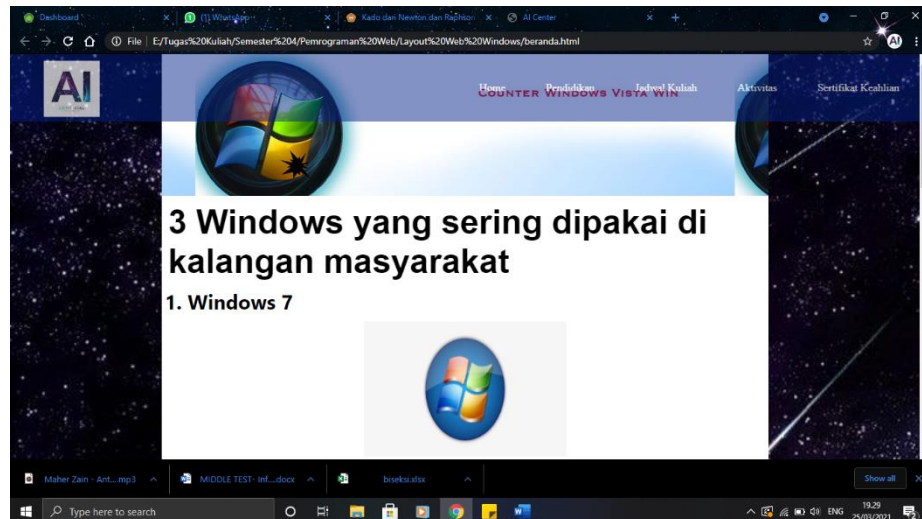 Dashboard
(1) WhatsApp
Kado dan Newton dan Raphson
AI Center
File
E:/Tugas%20Kuliah/Semester%204/Pemrograman%20Web/Layout%20Web%20Windows/beranda.html
AI
AI
Home
Pendidikan
Jadwal Kuliah
Aktivitas
Sertifikat Keahlian
COUNTER WINDOWS VISTA WIN
3 Windows yang sering dipakai di
kalangan masyarakat
1. Windows 7
Maher Zain - Ant....mp3
MIDDLE TEST- Inf....docx
biseksi.xlsx
Show all
Type here to search
ENG
19.29
25/03/2021